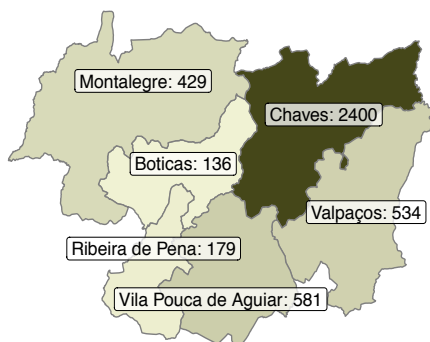 Montalegre: 429
Chaves: 2400
Boticas: 136
Valpaços: 534
Ribeira de Pena: 179
Vila Pouca de Aguiar: 581